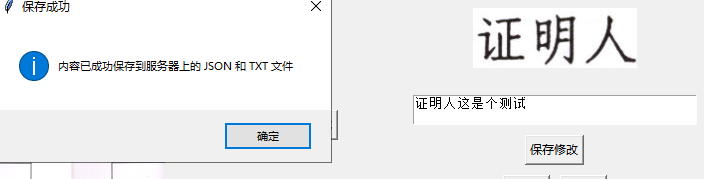 保存成功
内容已成功保存到服务器上的 JSON 和 TXT 文件
确定
证明人
证明人这是个测试
保存修改